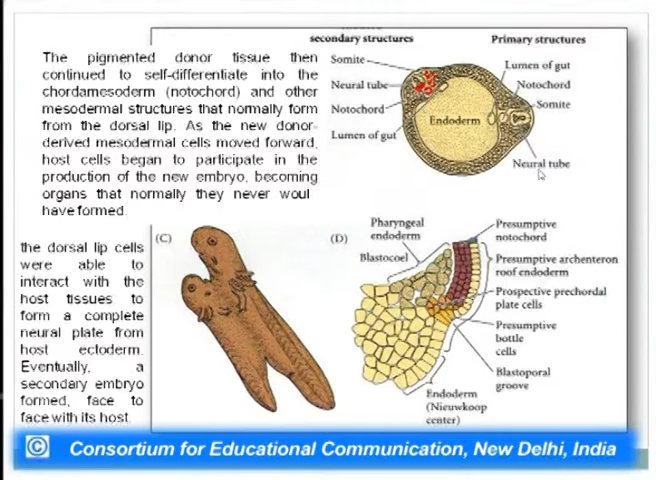 The pigmented donor tissue then
continued to self-differentiate into the
chordamesoderm (notochord) and other
mesodermal structures that normally form
from the dorsal lip. As the new donor-
derived mesodermal cells moved forward,
host cells began to participate in the
production of the new embryo, becoming
organs that normally they never woul
have formed.
the dorsal lip cells
were able to
interact with the
host tissues to
form a complete
neural plate from
host ectoderm.
Eventually, a
secondary embryo
formed, face to
face with its host.
secondary structures
Primary structures
Somite
Neural tube
Notochord
Lumen of gut
Endoderm
Lumen of gut
Notochord
Somite
Neural tube
(C)
(D)
Pharyngeal
endoderm
Blastocoel
Presumptive
notochord
Presumptive archenteron
roof endoderm
Prospective prechordal
plate cells
Presumptive
bottle
cells
Blastoporal
groove
Endoderm
(Nieuwkoop
center)
© Consortium for Educational Communication, New Delhi, India